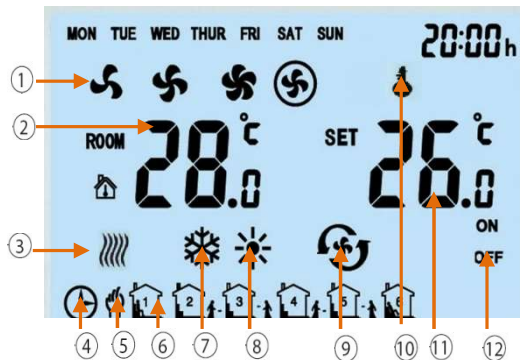 MON TUE WED THUR FRI SAT SUN 20:00h
①
② ROOM 28.0 °C SET 26.0 °C
ON
③ OFF
1 2 3 4 5 6
④ ⑤ ⑥ ⑦ ⑧ ⑨ ⑩ ⑪ ⑫